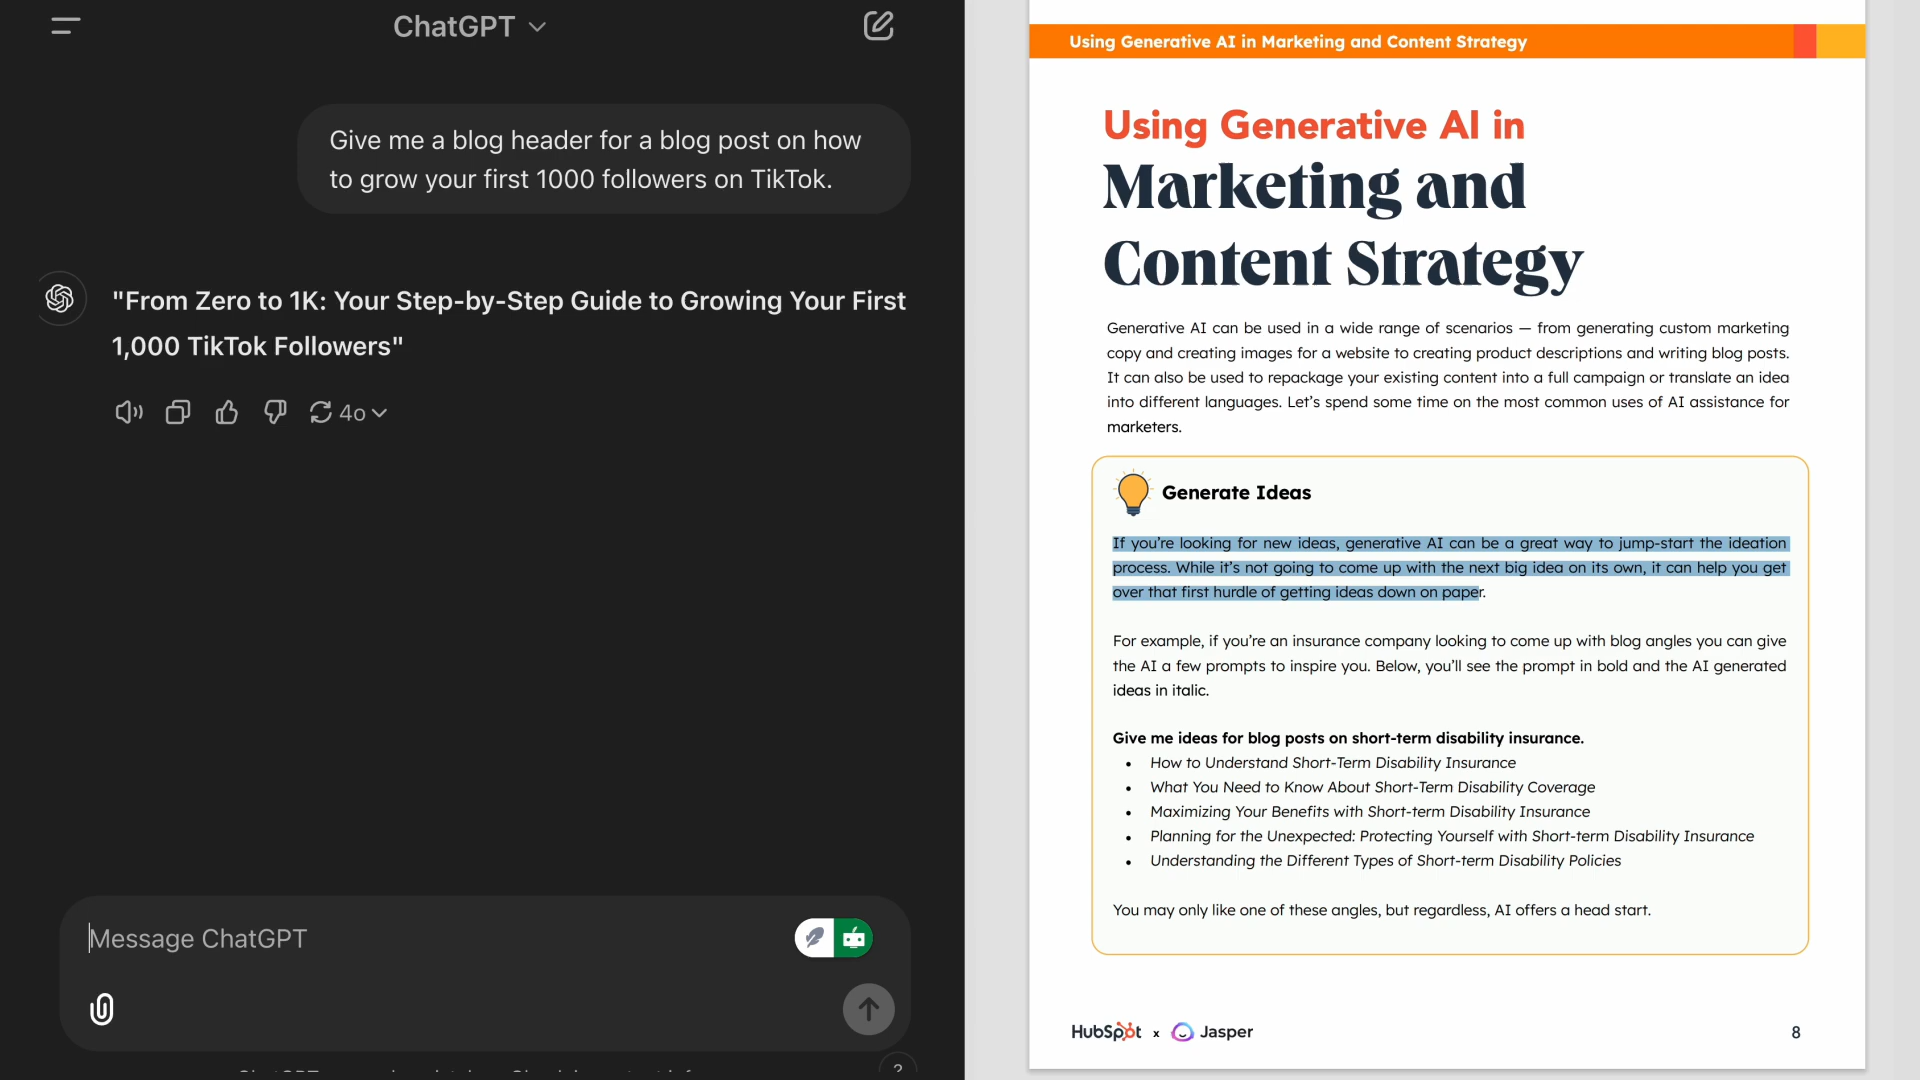 ChatGPT
Give me a blog header for a blog post on how
to grow your first 1000 followers on TikTok.
"From Zero to 1K: Your Step-by-Step Guide to Growing Your First
1,000 TikTok Followers"
4o
Message ChatGPT
?
Using Generative AI in Marketing and Content Strategy
Using Generative AI in
Marketing and
Content Strategy
Generative AI can be used in a wide range of scenarios — from generating custom marketing
copy and creating images for a website to creating product descriptions and writing blog posts.
It can also be used to repackage your existing content into a full campaign or translate an idea
into different languages. Let’s spend some time on the most common uses of AI assistance for
marketers.
Generate Ideas
If you’re looking for new ideas, generative AI can be a great way to jump-start the ideation
process. While it’s not going to come up with the next big idea on its own, it can help you get
over that first hurdle of getting ideas down on paper.
For example, if you’re an insurance company looking to come up with blog angles you can give
the AI a few prompts to inspire you. Below, you’ll see the prompt in bold and the AI generated
ideas in italic.
Give me ideas for blog posts on short-term disability insurance.
• How to Understand Short-Term Disability Insurance
• What You Need to Know About Short-Term Disability Coverage
• Maximizing Your Benefits with Short-term Disability Insurance
• Planning for the Unexpected: Protecting Yourself with Short-term Disability Insurance
• Understanding the Different Types of Short-term Disability Policies
You may only like one of these angles, but regardless, AI offers a head start.
HubSpot x Jasper
8